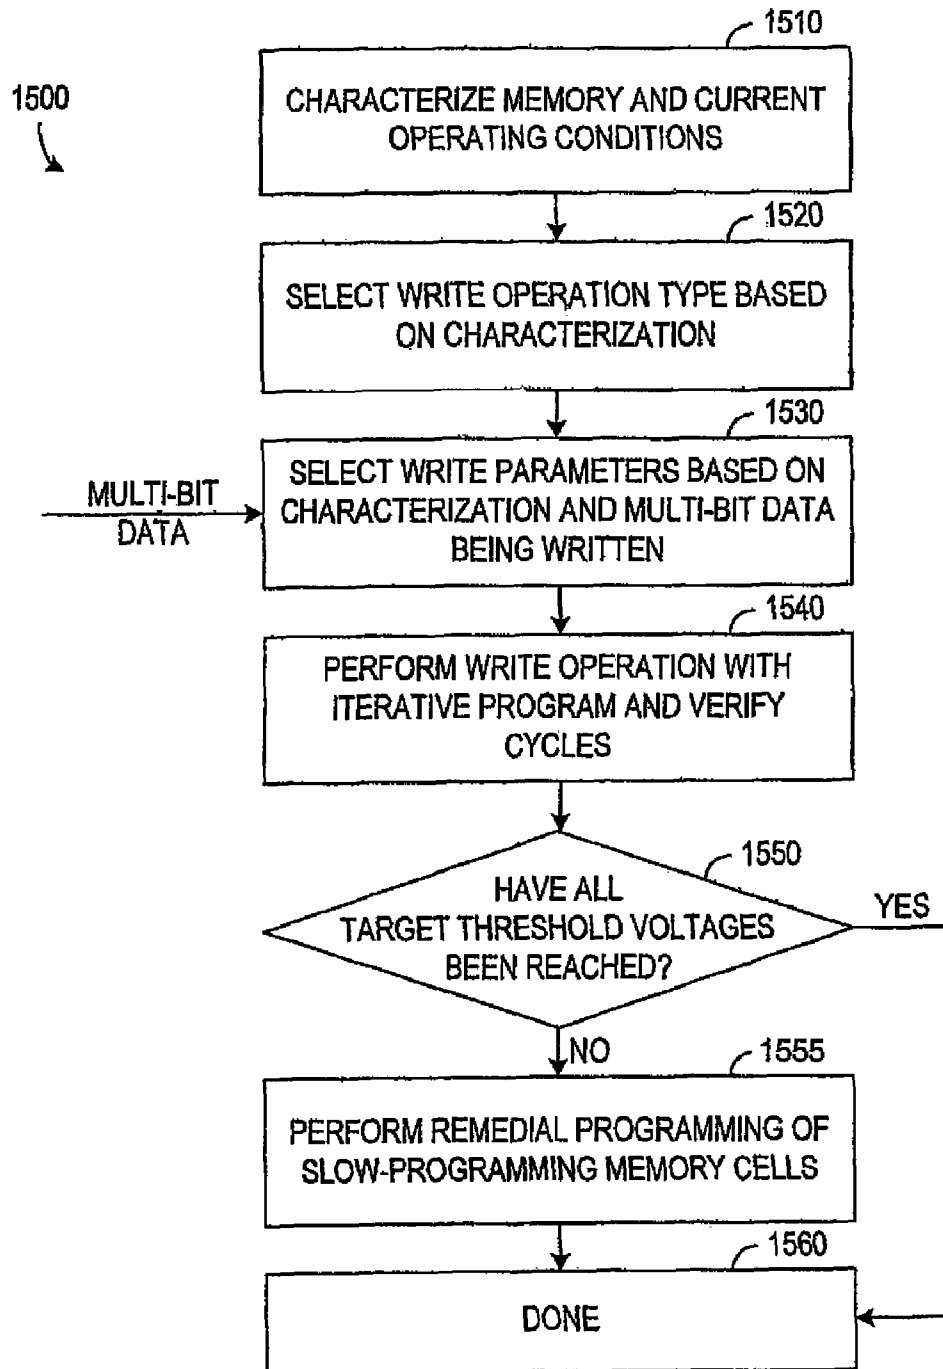 1510
1500
CHARACTERIZE MEMORY AND CURRENT
OPERATING CONDITIONS
1520
SELECT WRITE OPERATION TYPE BASED
ON CHARACTERIZATION
1530
MULTI-BIT
DATA
SELECT WRITE PARAMETERS BASED ON
CHARACTERIZATION AND MULTI-BIT DATA
BEING WRITTEN
1540
PERFORM WRITE OPERATION WITH
ITERATIVE PROGRAM AND VERIFY
CYCLES
1550
HAVE ALL
TARGET THRESHOLD VOLTAGES
BEEN REACHED?
YES
NO
1555
PERFORM REMEDIAL PROGRAMMING OF
SLOW-PROGRAMMING MEMORY CELLS
1560
DONE